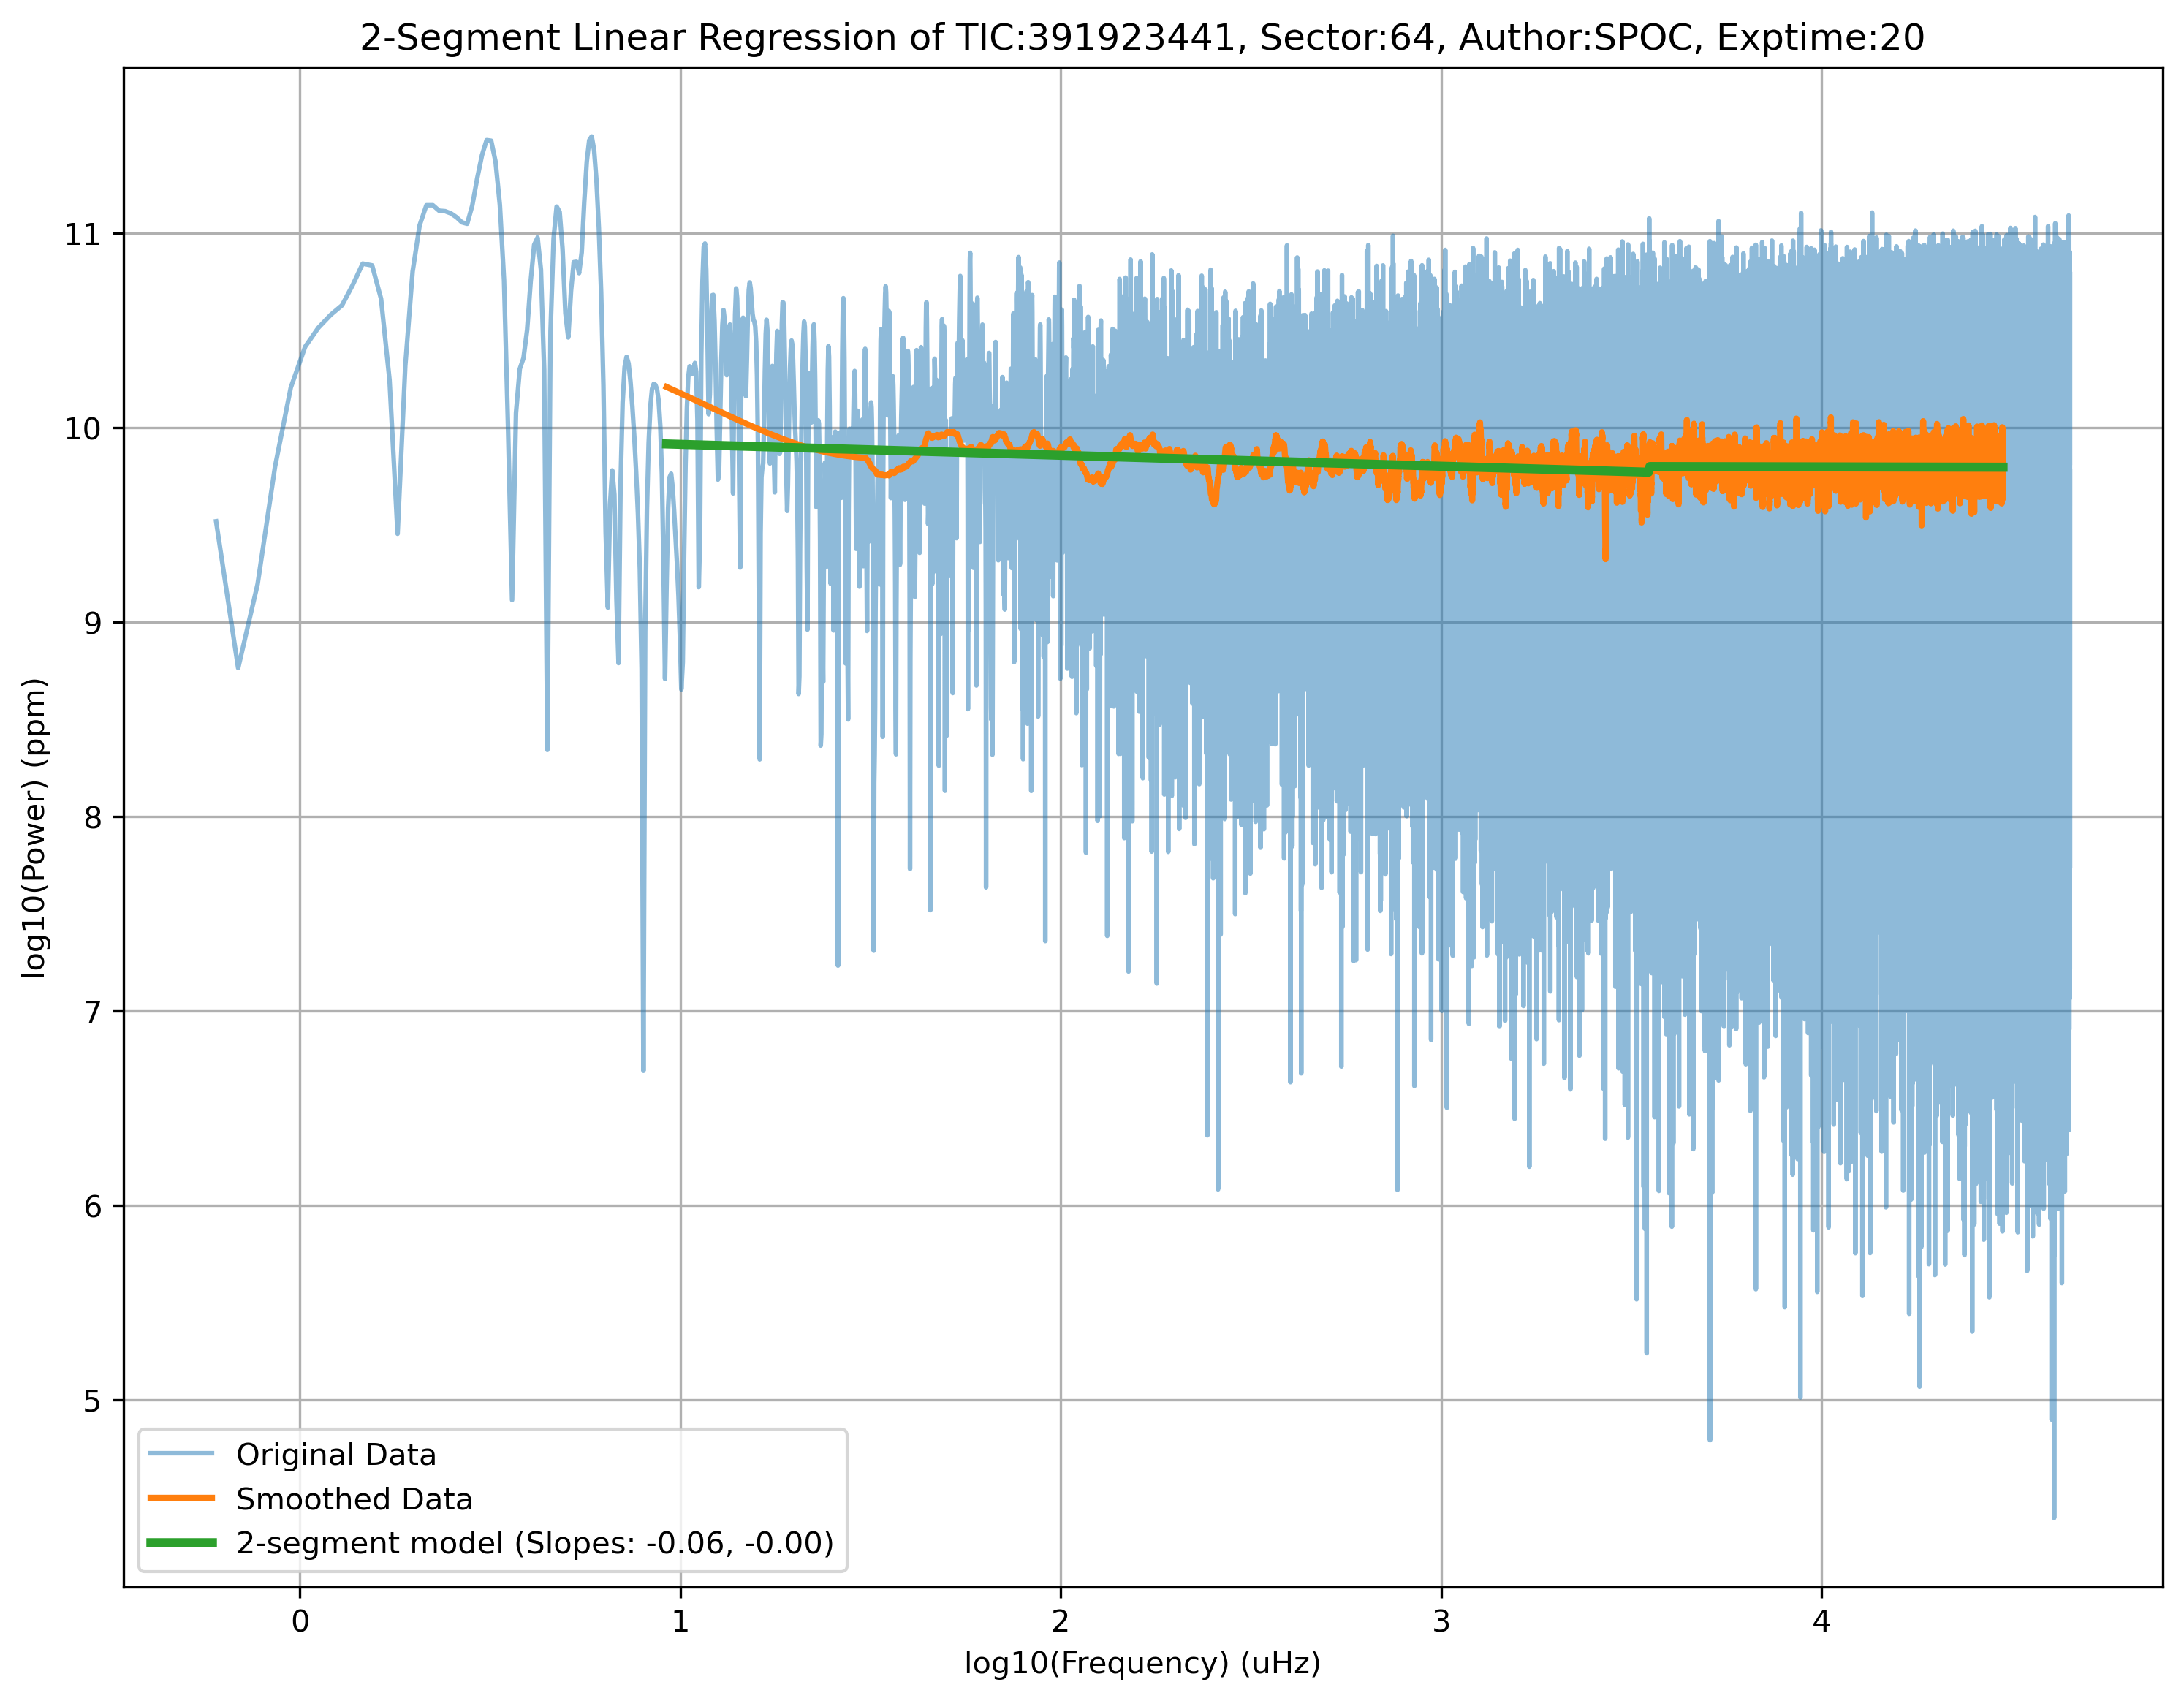 2-Segment Linear Regression of TIC:391923441, Sector:64, Author:SPOC, Exptime:20
log10(Power) (ppm)
11
10
9
8
7
6
5
Original Data
Smoothed Data
2-segment model (Slopes: -0.06, -0.00)
0 1 2 3 4
log10(Frequency) (uHz)